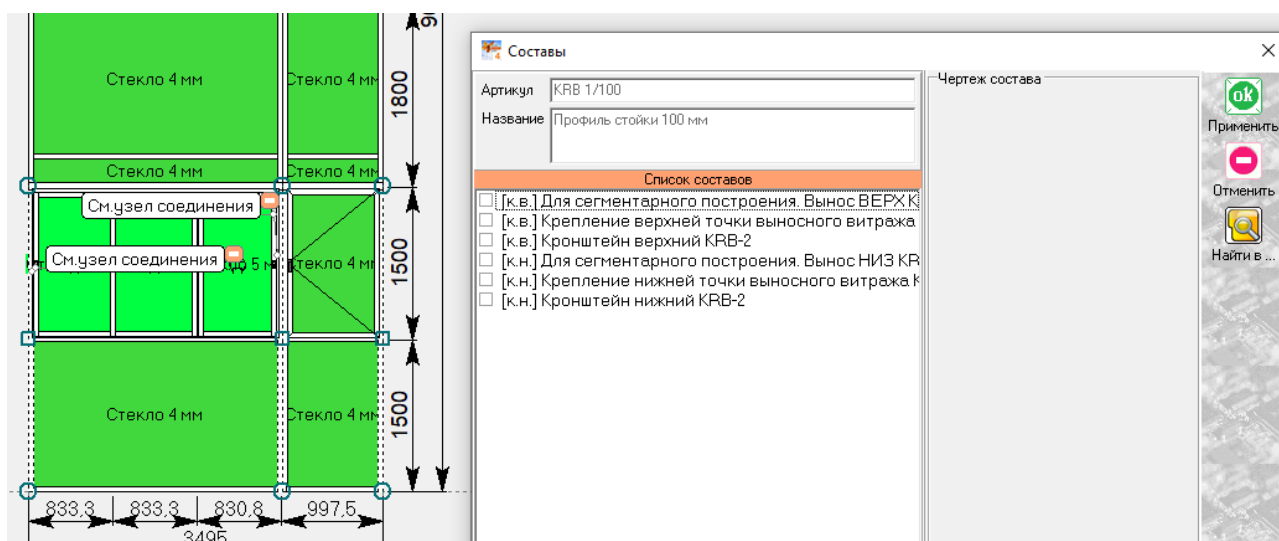 Стекло 4 мм
Стекло 4 мм
1800
Стекло 4 мм
Стекло 4 мм
См.узел соединения
См.узел соединения
5 м
Стекло 4 мм
1500
Стекло 4 мм
Стекло 4 мм
1500
833,3
833,3
830,8
997,5
3495
Составы
Артикул
KRB 1/100
Название
Профиль стойки 100 мм
Список составов
[к.в.] Для сегментарного построения. Вынос ВЕРХ K
[к.в.] Крепление верхней точки выносного витража
[к.в.] Кронштейн верхний KRB-2
[к.н.] Для сегментарного построения. Вынос НИЗ KR
[к.н.] Крепление нижней точки выносного витража K
[к.н.] Кронштейн нижний KRB-2
Чертеж состава
ok
Применить
Отменить
Найти в ...